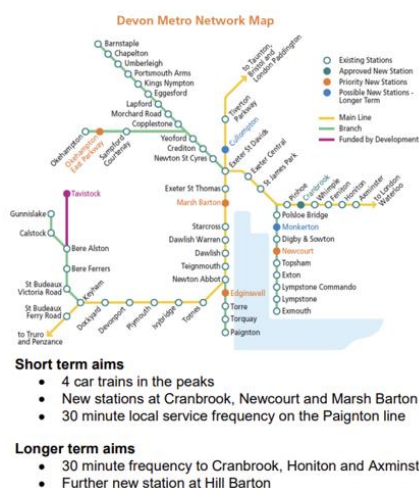 Devon Metro Network Map
Barnstaple
Chapelton
Umberleigh
Portsmouth Arms
Kings Nympton
Eggesford
Lapford
Morchard Road
Copplestone
Yeoford
Crediton
Newton St Cyres
Okehampton
Okehampton
East Parkway
Sampford
Courtenay
to Taunton,
Bristol and
London Paddington
Tiverton
Parkway
Cullompton
Exeter St Davids
Exeter Central
St James Park
Existing Stations
Approved New Station
Priority New Stations
Possible New Stations -
Longer Term
Main Line
Branch
Funded by Development
Exeter St Thomas
Marsh Barton
Starcross
Dawlish Warren
Dawlish
Teignmouth
Newton Abbot
Pinhoe
Cranbrook
Whimple
Feniton
Honiton
Axminster
to London
Waterloo
Polsloe Bridge
Monkerton
Digby & Sowton
Newcourt
Topsham
Exton
Lympstone Commando
Lympstone
Exmouth
Edginswell
Torre
Torquay
Paignton
Tavistock
Gunnislake
Calstock
Bere Alston
Bere Ferrers
St Budeaux
Victoria Road
St Budeaux
Ferry Road
Keyham
Dockyard
Devonport
Plymouth
Ivybridge
Totnes
to Truro
and Penzance
Short term aims
• 4 car trains in the peaks
• New stations at Cranbrook, Newcourt and Marsh Barton
• 30 minute local service frequency on the Paignton line
Longer term aims
• 30 minute frequency to Cranbrook, Honiton and Axminst
• Further new station at Hill Barton